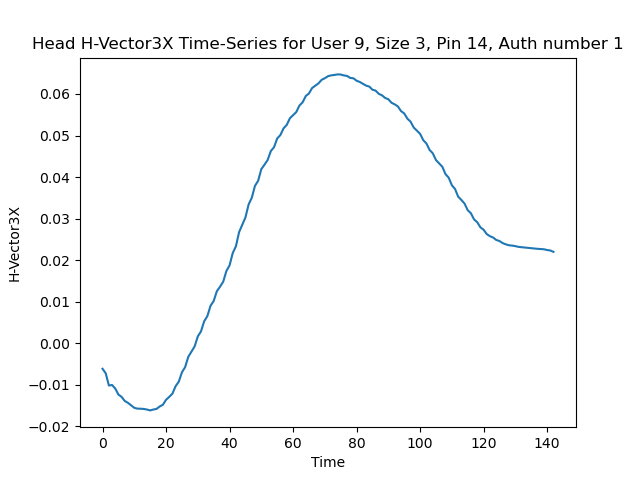 Head H-Vector3X Time-Series for User 9, Size 3, Pin 14, Auth number 1
H-Vector3X
0.06
0.05
0.04
0.03
0.02
0.01
0.00
−0.01
−0.02
0 20 40 60 80 100 120 140
Time